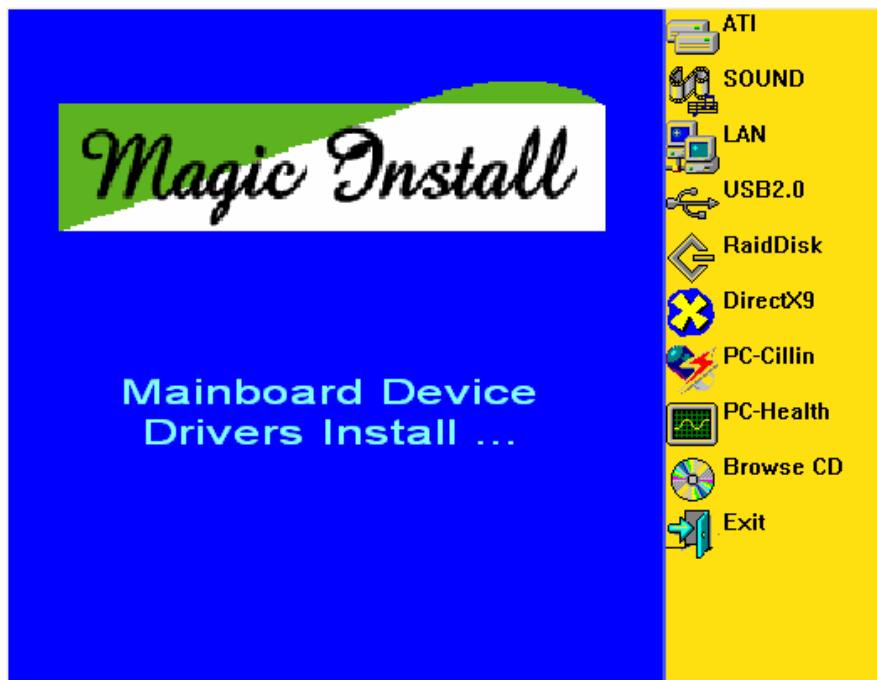 Magic Install
Mainboard Device
Drivers Install ...
ATI
SOUND
LAN
USB2.0
RaidDisk
DirectX9
PC-Cillin
PC-Health
Browse CD
Exit